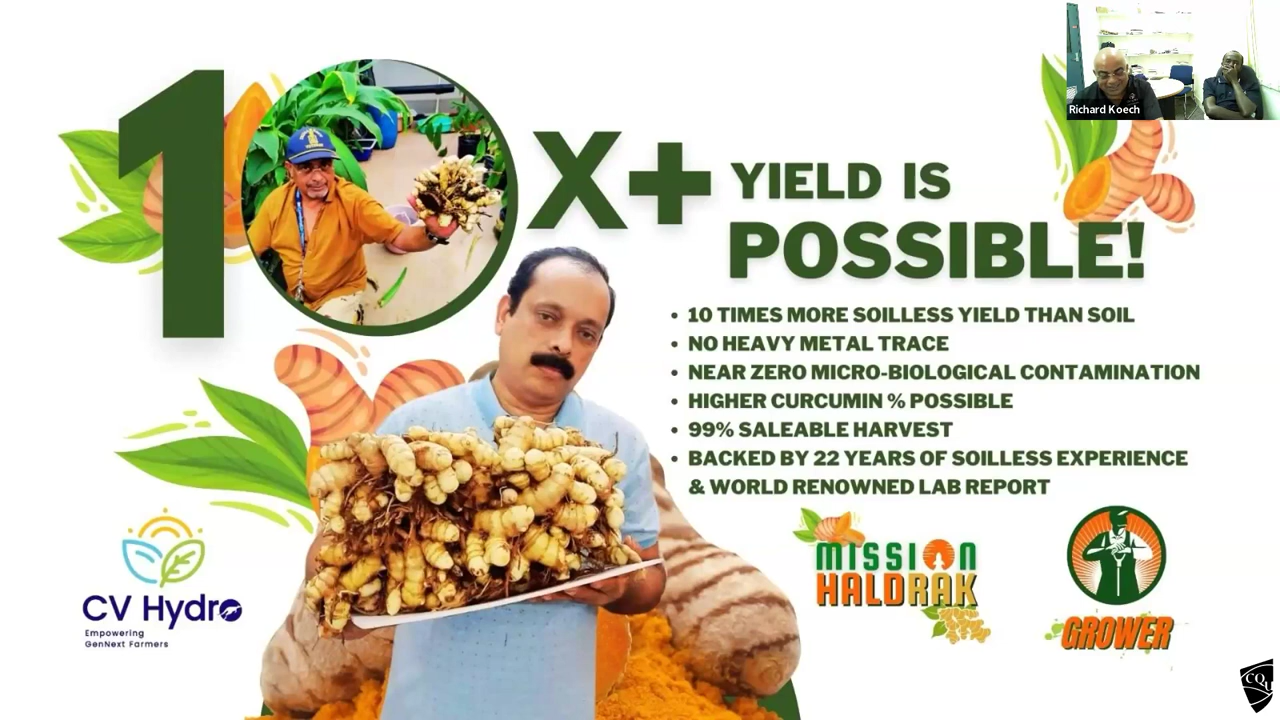 Richard Koech
10 X+ YIELD IS
POSSIBLE!
• 10 TIMES MORE SOILLESS YIELD THAN SOIL
• NO HEAVY METAL TRACE
• NEAR ZERO MICRO-BIOLOGICAL CONTAMINATION
• HIGHER CURCUMIN % POSSIBLE
• 99% SALEABLE HARVEST
• BACKED BY 22 YEARS OF SOILLESS EXPERIENCE
& WORLD RENOWNED LAB REPORT
CV Hydro
Empowering
GenNext Farmers
MISSION
HALDRAK
GROWER
CQU